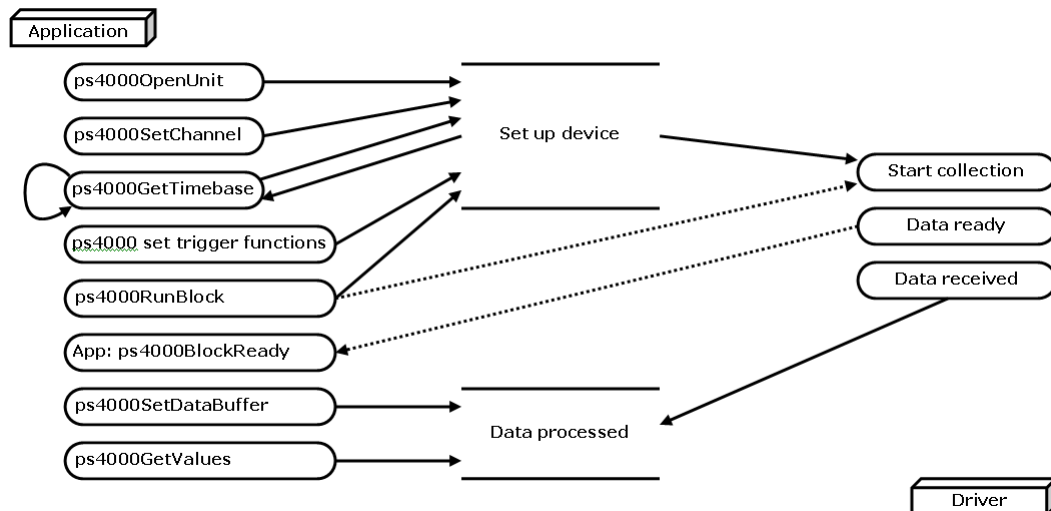 Application
ps4000OpenUnit
ps4000SetChannel
Set up device
ps4000GetTimebase
Start collection
ps4000 set trigger functions
Data ready
ps4000RunBlock
Data received
App: ps4000BlockReady
ps4000SetDataBuffer
Data processed
ps4000GetValues
Driver